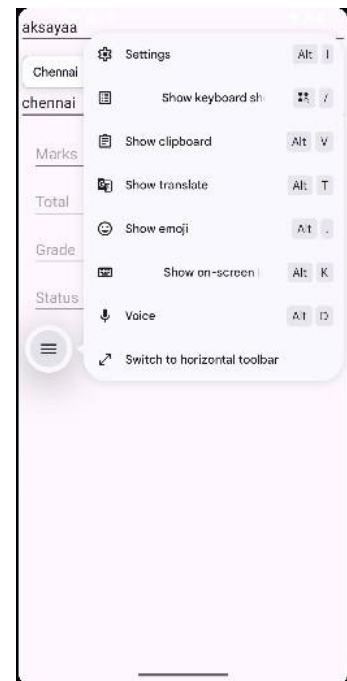 aksayaa
Settings Alt I
Chennai
Show keyboard sh /
chennai
Show clipboard Alt V
Marks
Show translate Alt T
Total
Show emoji Alt .
Grade
Show on-screen Alt K
Status
Voice Alt D
Switch to horizontal toolbar